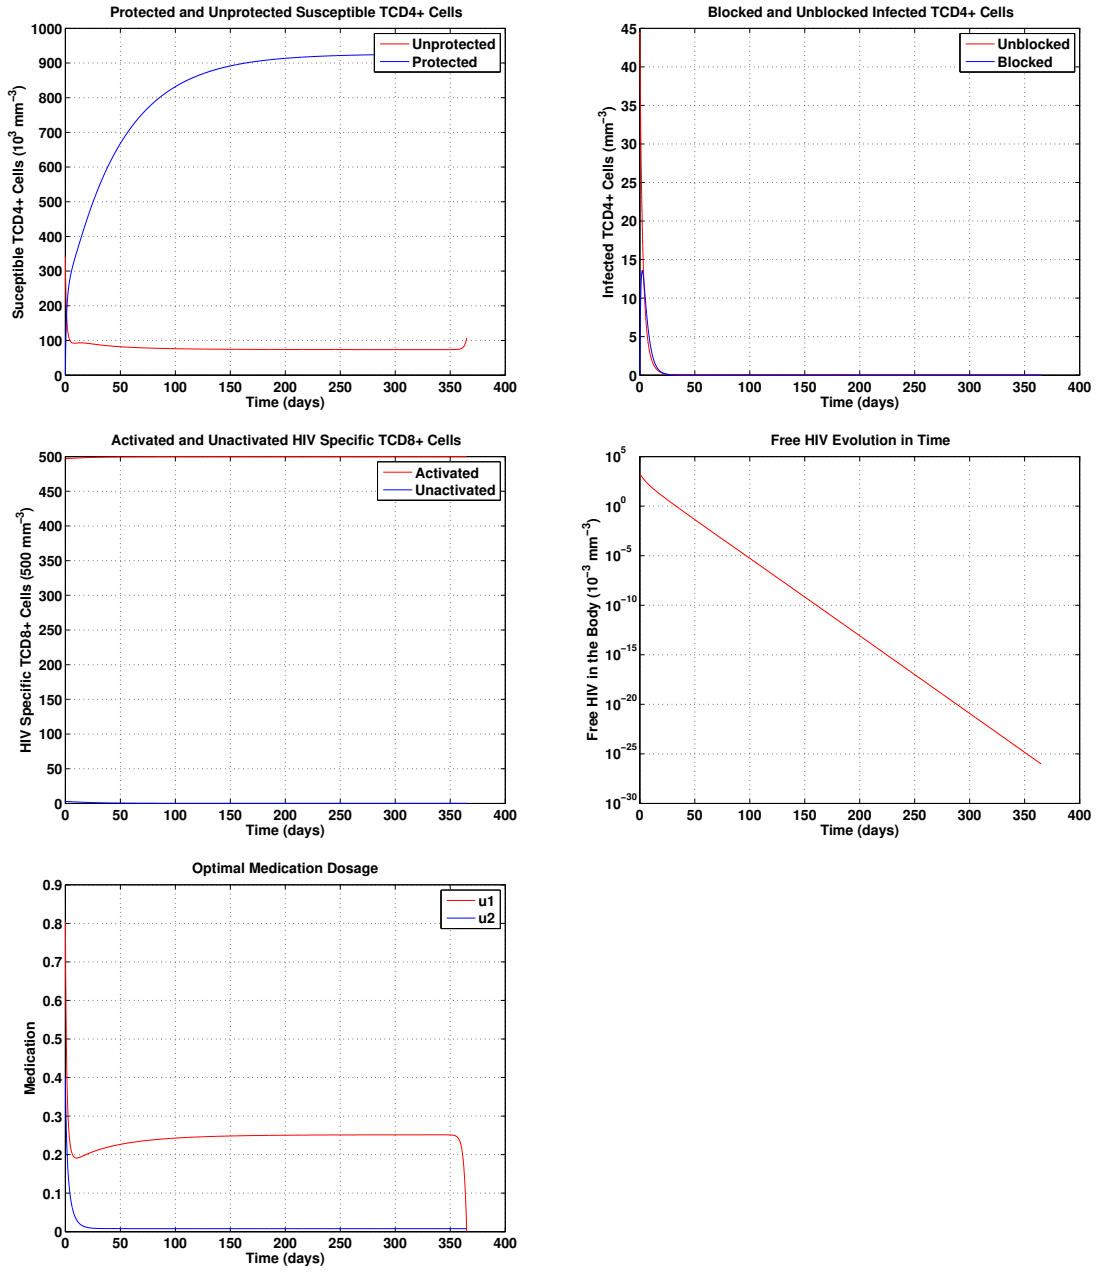 Protected and Unprotected Susceptible TCD4+ Cells
Suceptible TCD4+ Cells (10³ mm⁻³)
1000
900
800
700
600
500
400
300
200
100
0
0 50 100 150 200 250 300 350 400
Time (days)
Unprotected
Protected
Blocked and Unblocked Infected TCD4+ Cells
Infected TCD4+ Cells (mm⁻³)
45
40
35
30
25
20
15
10
5
0
0 50 100 150 200 250 300 350 400
Time (days)
Unblocked
Blocked
Activated and Unactivated HIV Specific TCD8+ Cells
HIV Specific TCD8+ Cells (500 mm⁻³)
500
450
400
350
300
250
200
150
100
50
0
0 50 100 150 200 250 300 350 400
Time (days)
Activated
Unactivated
Free HIV Evolution in Time
Free HIV in the Body (10⁻³ mm⁻³)
10⁵
10⁰
10⁻⁵
10⁻¹⁰
10⁻¹⁵
10⁻²⁰
10⁻²⁵
10⁻³⁰
0 50 100 150 200 250 300 350 400
Time (days)
Optimal Medication Dosage
Medication
0.9
0.8
0.7
0.6
0.5
0.4
0.3
0.2
0.1
0
0 50 100 150 200 250 300 350 400
Time (days)
u1
u2